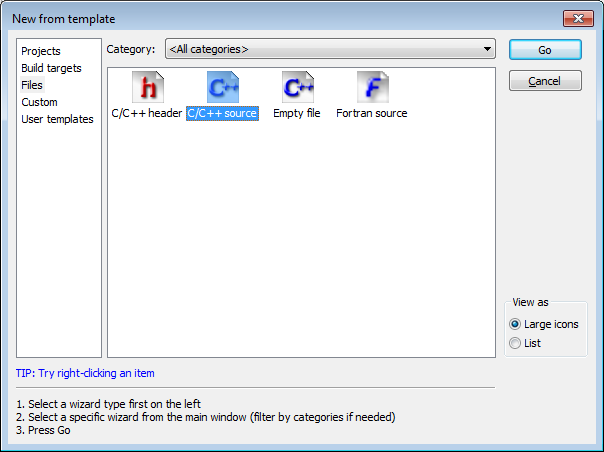 New from template
Projects
Build targets
Files
Custom
User templates
Category: <All categories>
C/C++ header C/C++ source Empty file Fortran source
Go
Cancel
View as
Large icons
List
TIP: Try right-clicking an item
1. Select a wizard type first on the left
2. Select a specific wizard from the main window (filter by categories if needed)
3. Press Go